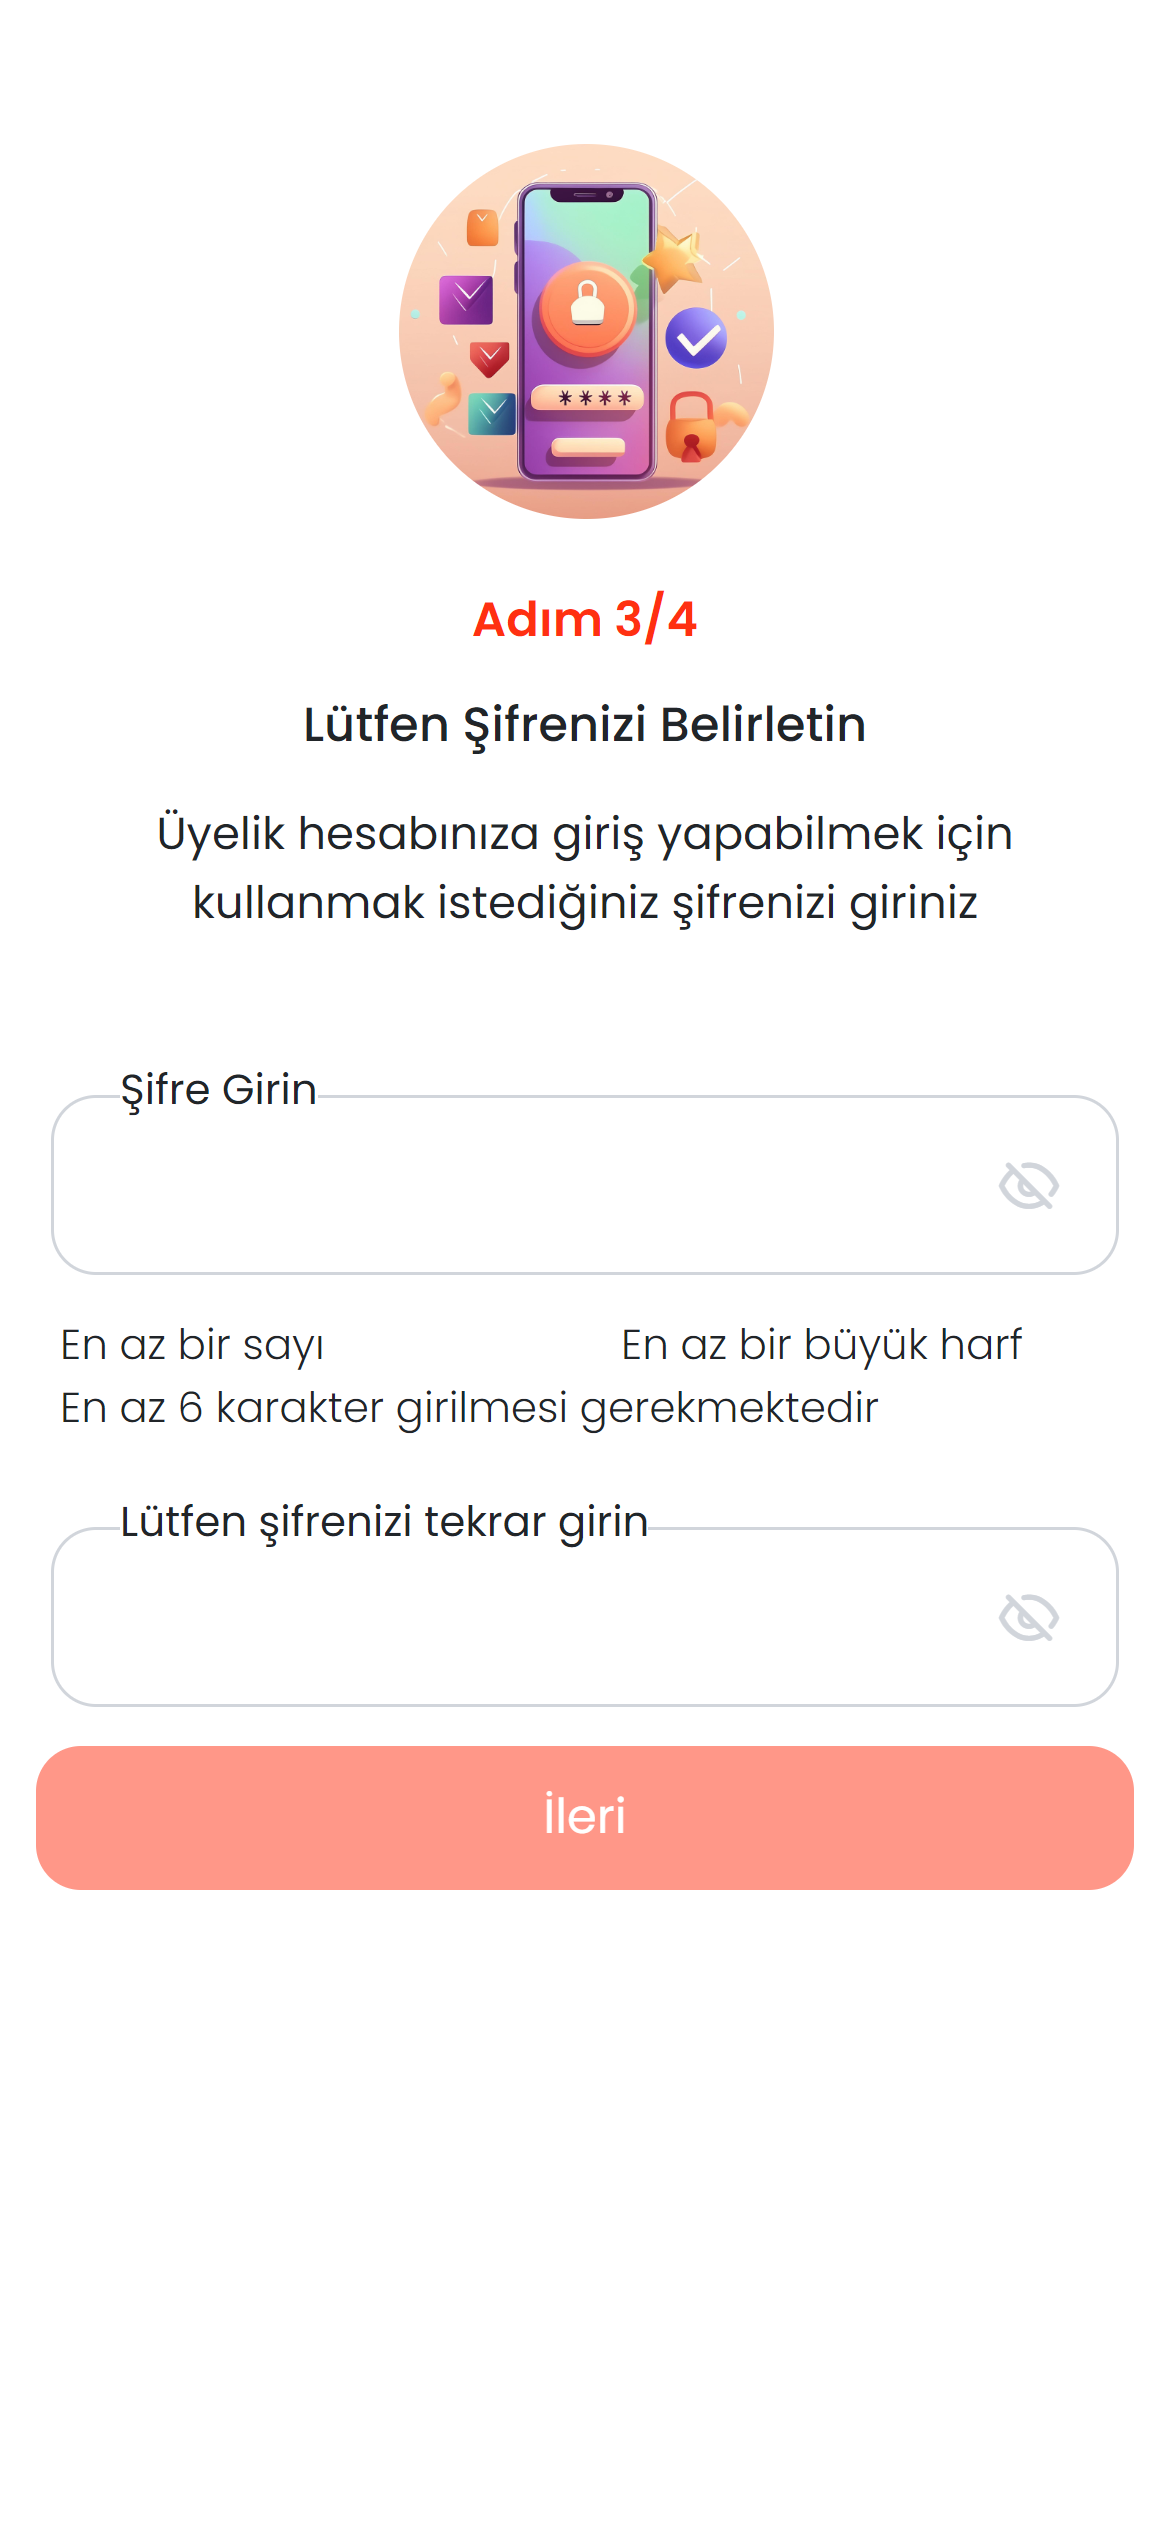 * * * *
Adım 3/4
Lütfen Şifrenizi Belirletin
Üyelik hesabınıza giriş yapabilmek için
kullanmak istediğiniz şifrenizi giriniz
Şifre Girin
En az bir sayı
En az bir büyük harf
En az 6 karakter girilmesi gerekmektedir
Lütfen şifrenizi tekrar girin
İleri